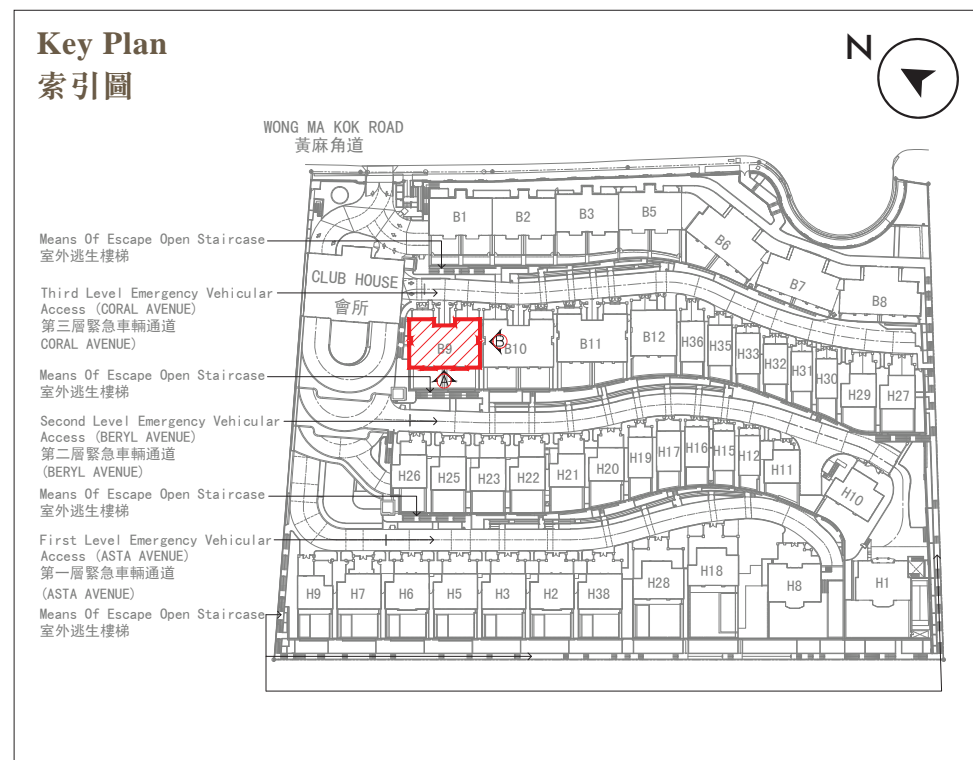 Key Plan
索引圖
N
WONG MA KOK ROAD
黃麻角道
Means Of Escape Open Staircase
室外逃生樓梯
CLUB HOUSE
會所
Third Level Emergency Vehicular
Access (CORAL AVENUE)
第三層緊急車輛通道
CORAL AVENUE)
Means Of Escape Open Staircase
室外逃生樓梯
Second Level Emergency Vehicular
Access (BERYL AVENUE)
第二層緊急車輛通道
(BERYL AVENUE)
Means Of Escape Open Staircase
室外逃生樓梯
First Level Emergency Vehicular
Access (ASTA AVENUE)
第一層緊急車輛通道
(ASTA AVENUE)
Means Of Escape Open Staircase
室外逃生樓梯
B1 B2 B3 B5 B6 B7 B8
B9 B10 B11 B12 H36 H35 H33 H32 H31 H30 H29 H27
A
B
H26 H25 H23 H22 H21 H20 H19 H17 H16 H15 H12 H11 H10
H9 H7 H6 H5 H3 H2 H38 H28 H18 H8 H1